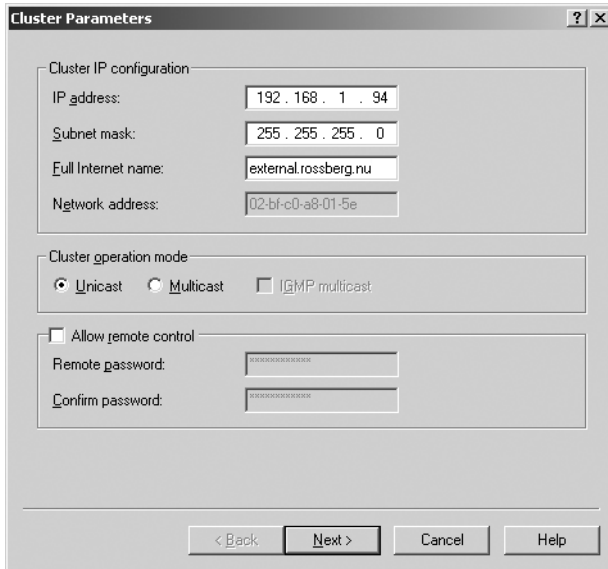 Cluster Parameters
Cluster IP configuration
IP address: 192 . 168 . 1 . 94
Subnet mask: 255 . 255 . 255 . 0
Full Internet name: external.rossberg.nu
Network address: 02-bf-c0-a8-01-5e
Cluster operation mode
Unicast Multicast IGMP multicast
Allow remote control
Remote password: ************
Confirm password: ************
< Back Next > Cancel Help